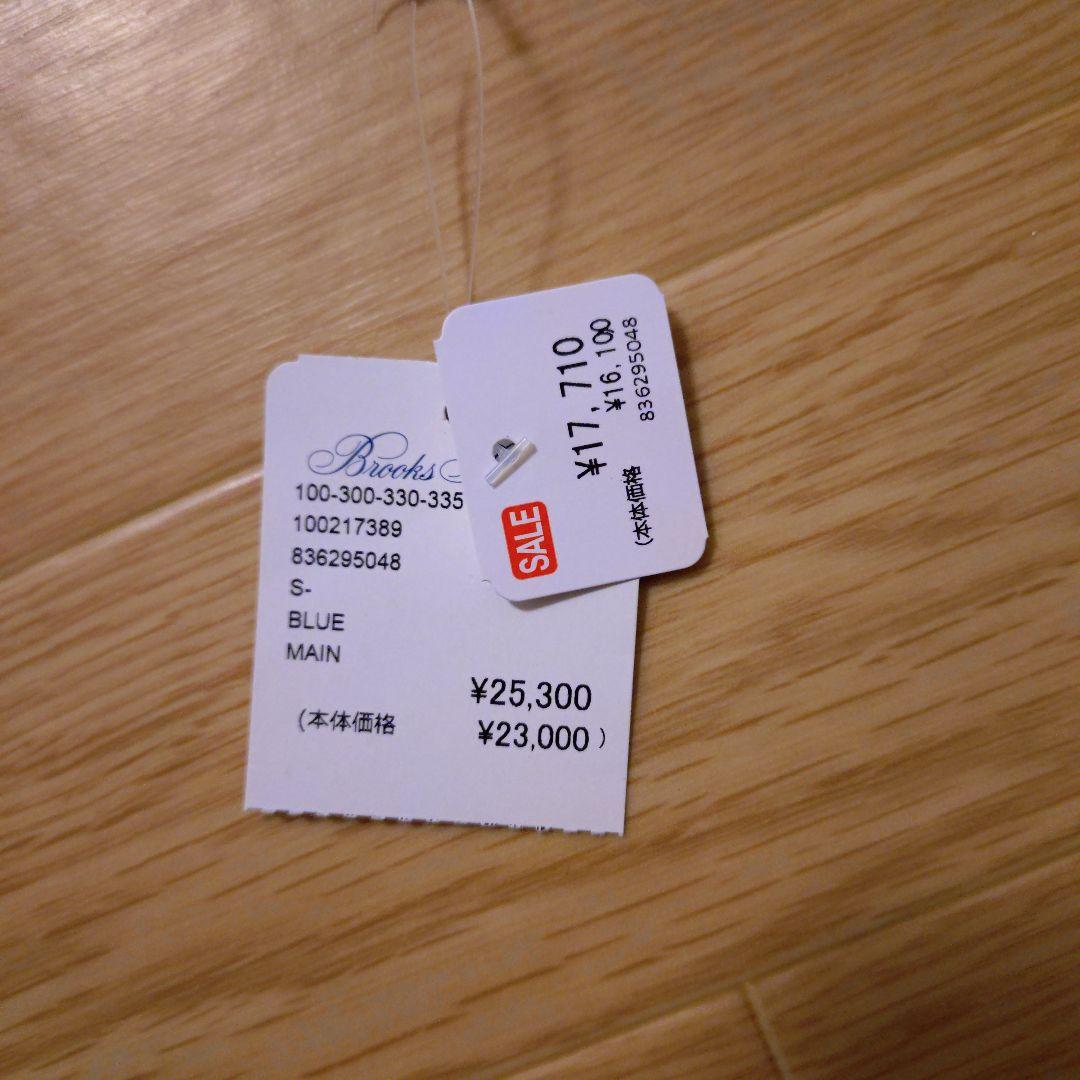 Brooks
100-300-330-335
100217389
836295048
S-
BLUE
MAIN
¥25,300
(本体価格 ¥23,000)
SALE
¥17,710
(本体価格 ¥16,100
836295048